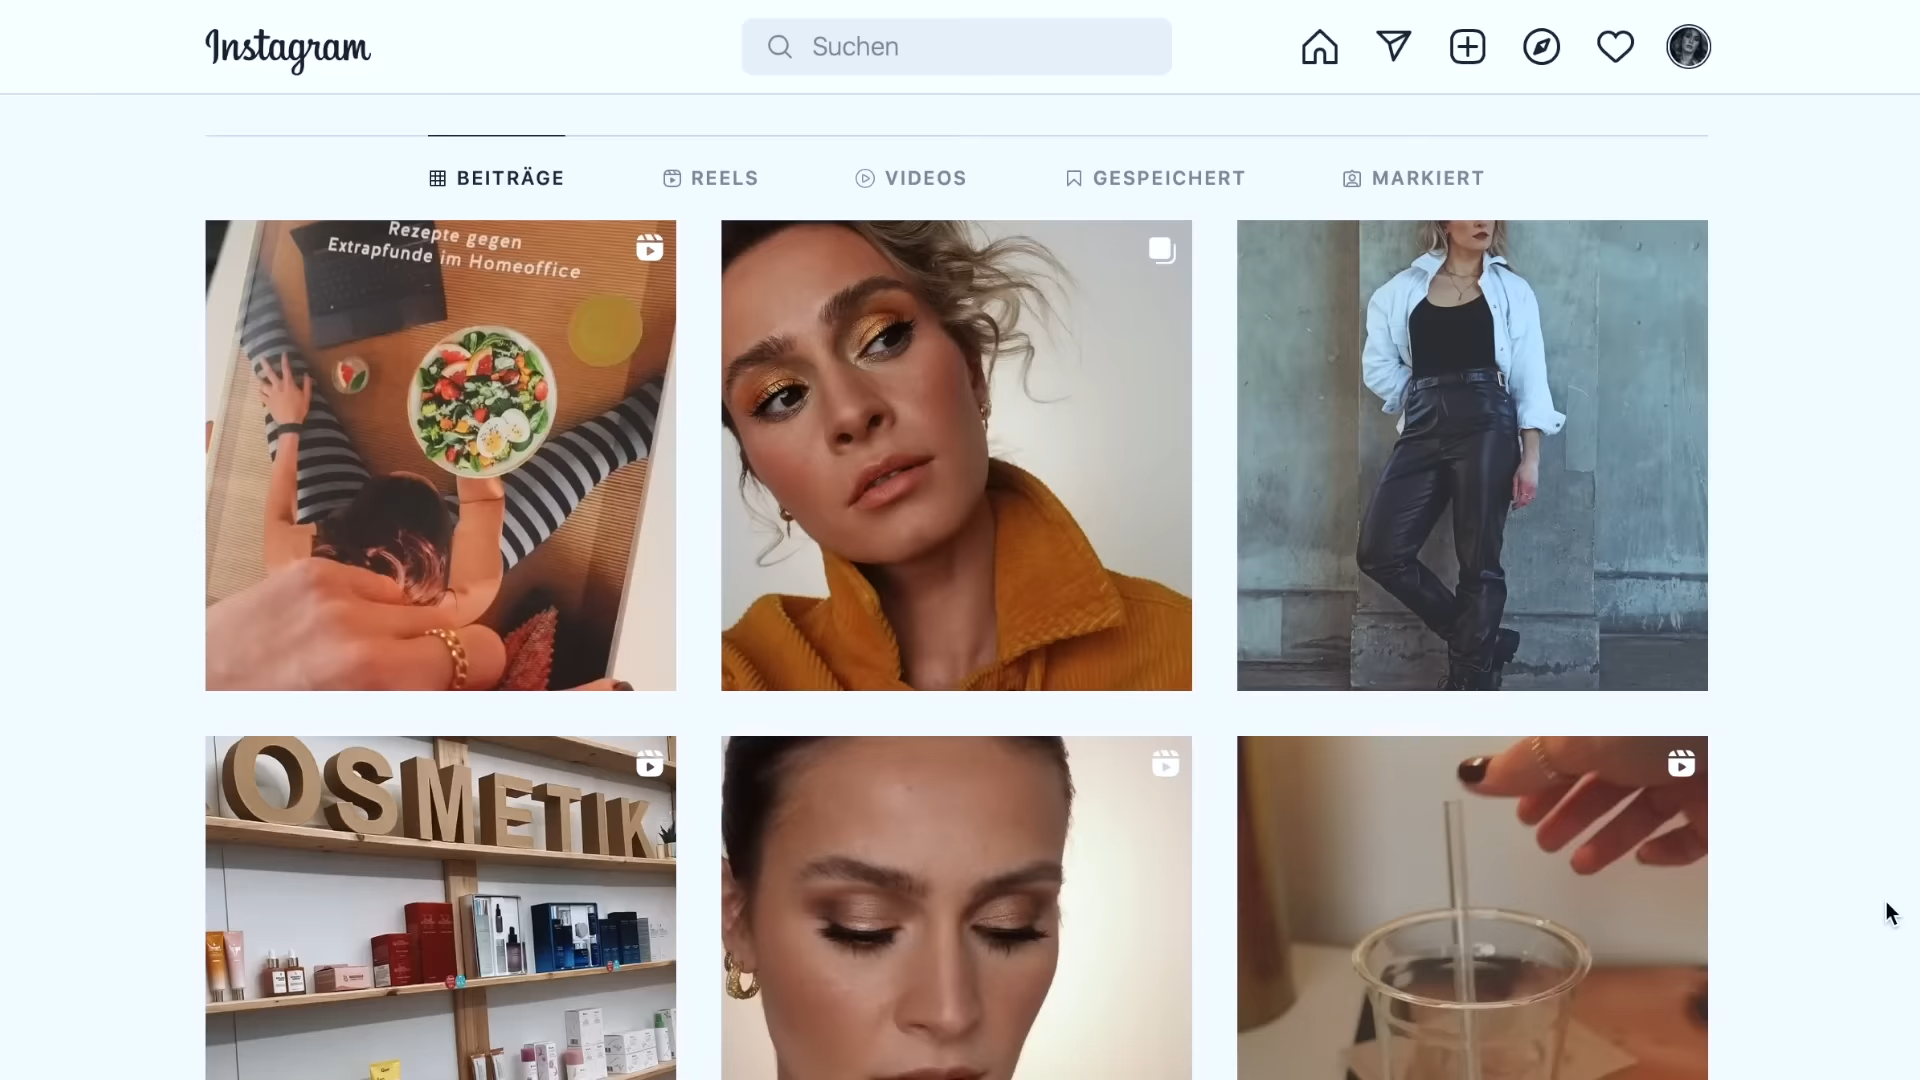 Instagram
Suchen
BEITRÄGE
REELS
VIDEOS
GESPEICHERT
MARKIERT
Rezepte gegen
Extrapfunde im Homeoffice
OSMETIK